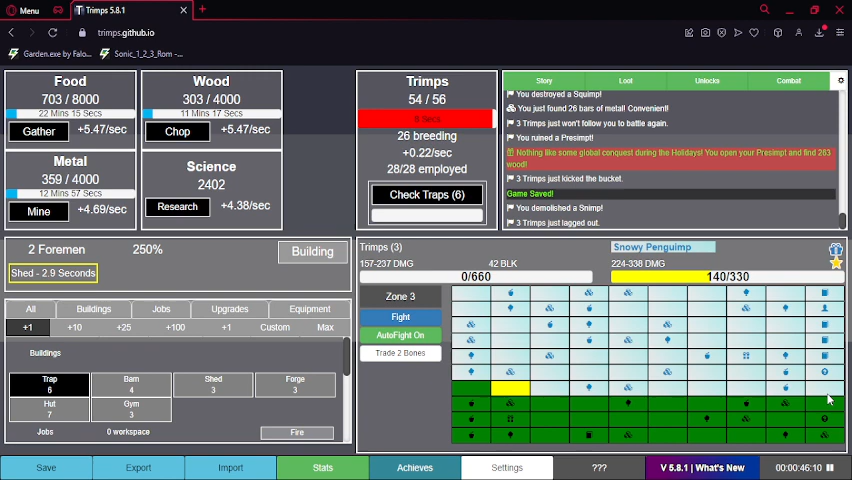 Menu
Trimps 5.8.1
trimps.github.io
Garden.exe by Falo...
Sonic_1_2_3_Rom -...
Food
703 / 8000
22 Mins 15 Secs
Gather
+5.47/sec
Wood
303 / 4000
11 Mins 17 Secs
Chop
+5.47/sec
Metal
359 / 4000
12 Mins 57 Secs
Mine
+4.69/sec
Science
2402
Research
+4.38/sec
Trimps
54 / 56
26 breeding
+0.22/sec
28/28 employed
Check Traps (6)
Story
Loot
Unlocks
Combat
You destroyed a Squimp!
You just found 26 bars of metal! Convenient!
3 Trimps just won't follow you to battle again.
You ruined a Presimpt!
Nothing like some global conquest during the Holidays! You open your Presimpt and find 263
wood!
3 Trimps just kicked the bucket.
Game Saved!
You demolished a Snimp!
3 Trimps just logged out.
2 Foremen
250%
Building
Shed - 2.9 Seconds
All
Buildings
Jobs
Upgrades
Equipment
+1
+10
+25
+100
+1
Custom
Max
Buildings
Trap
6
Barn
4
Shed
3
Forge
3
Hut
7
Gym
3
Jobs
0 workspace
Fire
Trimps (3)
157-237 DMG
42 BLK
0/660
Snowy Penguimp
224-338 DMG
140/330
Zone 3
Fight
AutoFight On
Trade 2 Bones
Save
Export
Import
Stats
Achieves
Settings
???
V 5.8.1 | What's New
00:00:46:10